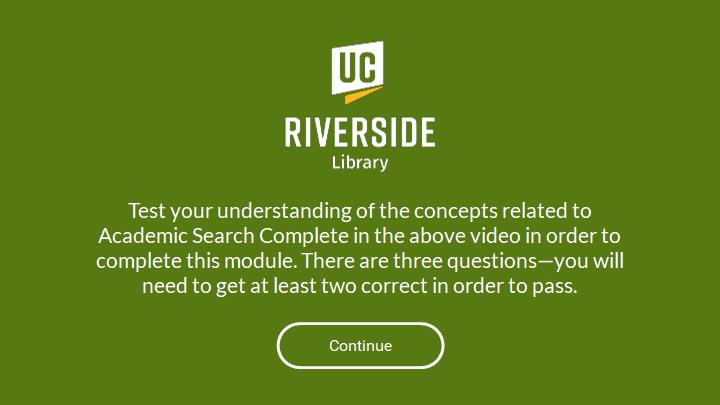 UC
RIVERSIDE
Library
Test your understanding of the concepts related to
Academic Search Complete in the above video in order to
complete this module. There are three questions—you will
need to get at least two correct in order to pass.
Continue